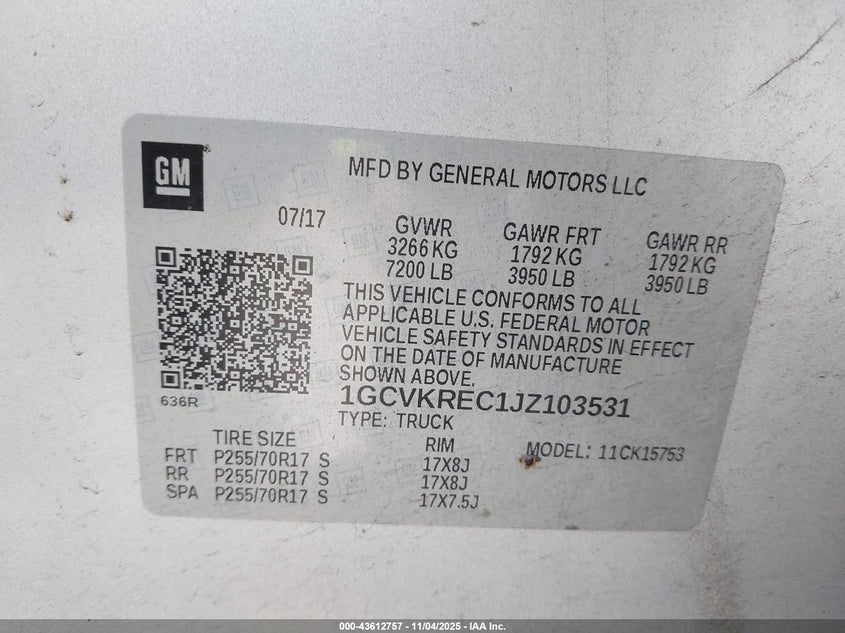 GM
MFD BY GENERAL MOTORS LLC
07/17
GVWR GAWR FRT GAWR RR
3266 KG 1792 KG 1792 KG
7200 LB 3950 LB 3950 LB
THIS VEHICLE CONFORMS TO ALL
APPLICABLE U.S. FEDERAL MOTOR
VEHICLE SAFETY STANDARDS IN EFFECT
ON THE DATE OF MANUFACTURE
SHOWN ABOVE.
636R
1GCVKREC1JZ103531
TYPE: TRUCK
TIRE SIZE RIM MODEL: 11CK15753
FRT P255/70R17 S 17X8J
RR P255/70R17 S 17X8J
SPA P255/70R17 S 17X7.5J
000-43612757 - 11/04/2025 - IAA Inc.